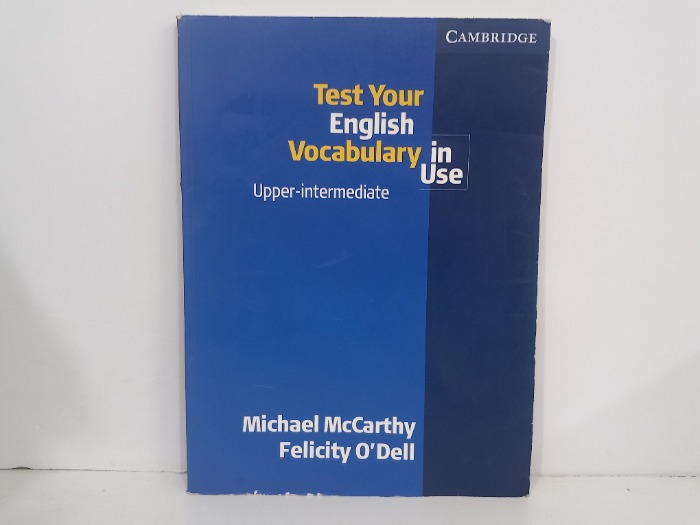 CAMBRIDGE
Test Your
English
Vocabulary in
Use
Upper-intermediate
Michael McCarthy
Felicity O'Dell